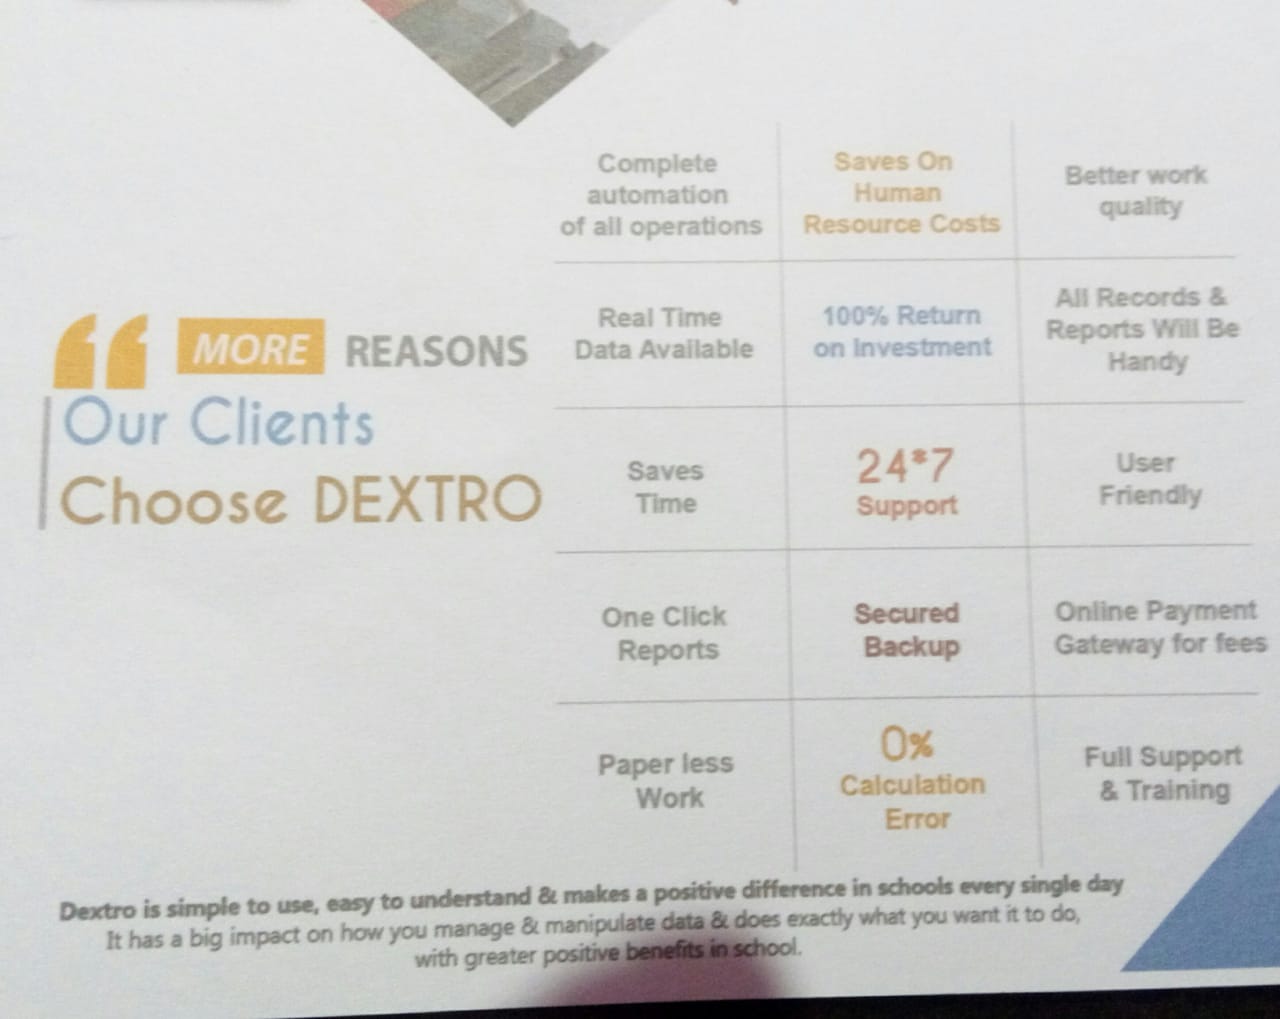 MORE REASONS
Our Clients
Choose DEXTRO
Complete
automation
of all operations
Saves On
Human
Resource Costs
Better work
quality
Real Time
Data Available
100% Return
on Investment
All Records &
Reports Will Be
Handy
Saves
Time
24*7
Support
User
Friendly
One Click
Reports
Secured
Backup
Online Payment
Gateway for fees
Paper less
Work
0%
Calculation
Error
Full Support
& Training
Dextro is simple to use, easy to understand & makes a positive difference in schools every single day
It has a big impact on how you manage & manipulate data & does exactly what you want it to do,
with greater positive benefits in school.